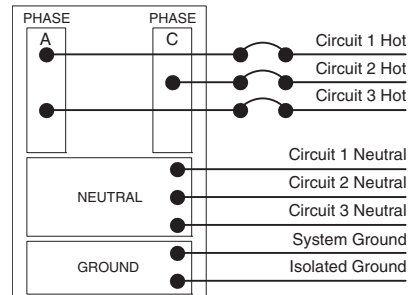 PHASE PHASE
A C
Circuit 1 Hot
Circuit 2 Hot
Circuit 3 Hot
Circuit 1 Neutral
Circuit 2 Neutral
NEUTRAL
Circuit 3 Neutral
System Ground
Isolated Ground
GROUND